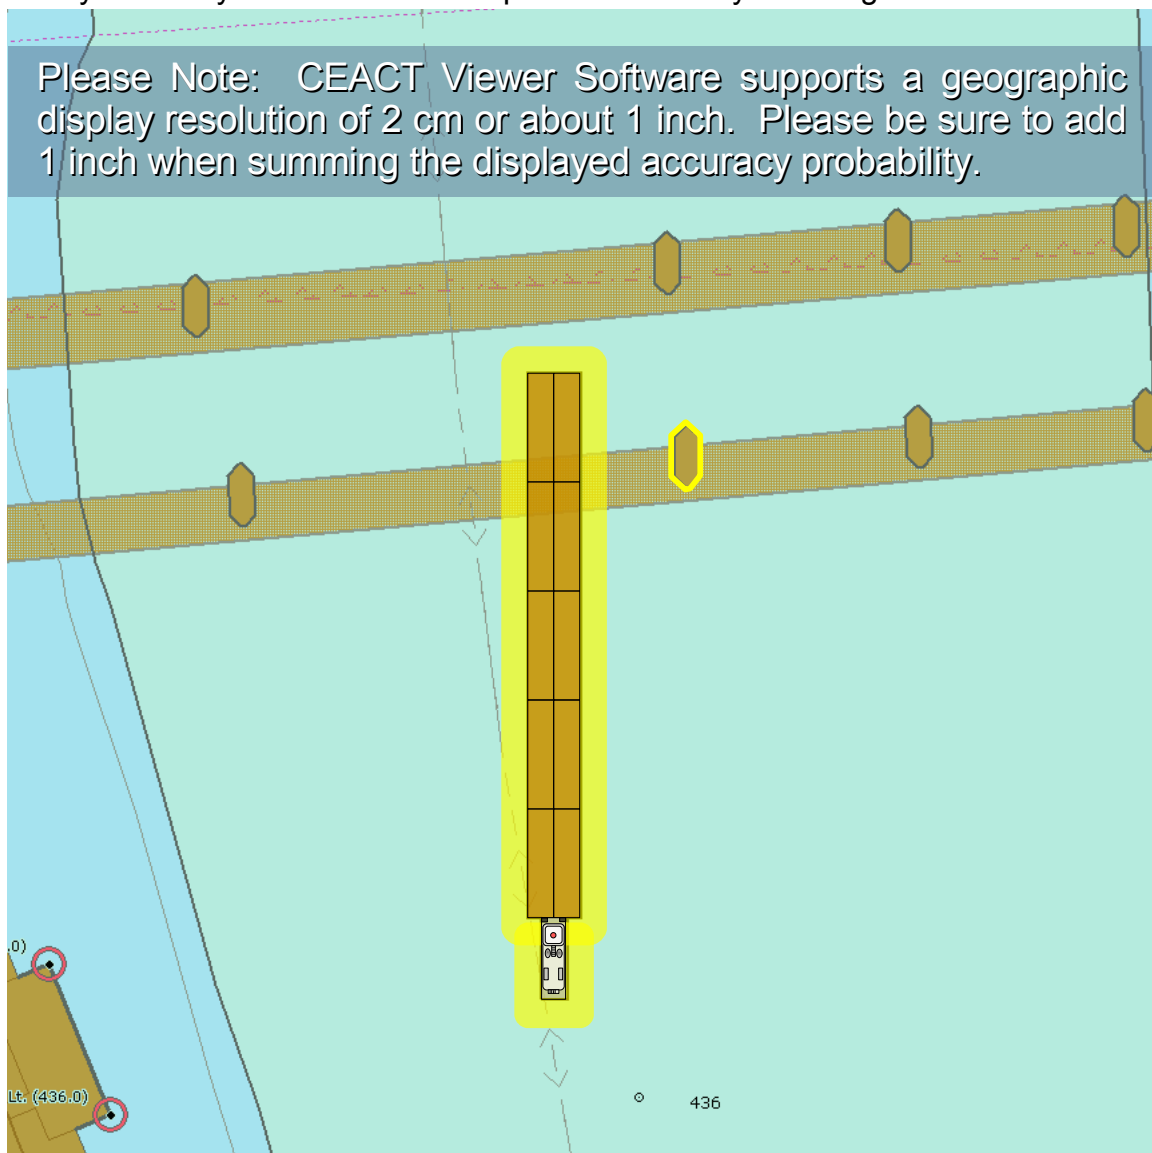 Please Note: CEACT Viewer Software supports a geographic
display resolution of 2 cm or about 1 inch. Please be sure to add
1 inch when summing the displayed accuracy probability.
.0)
Lt. (436.0)
436